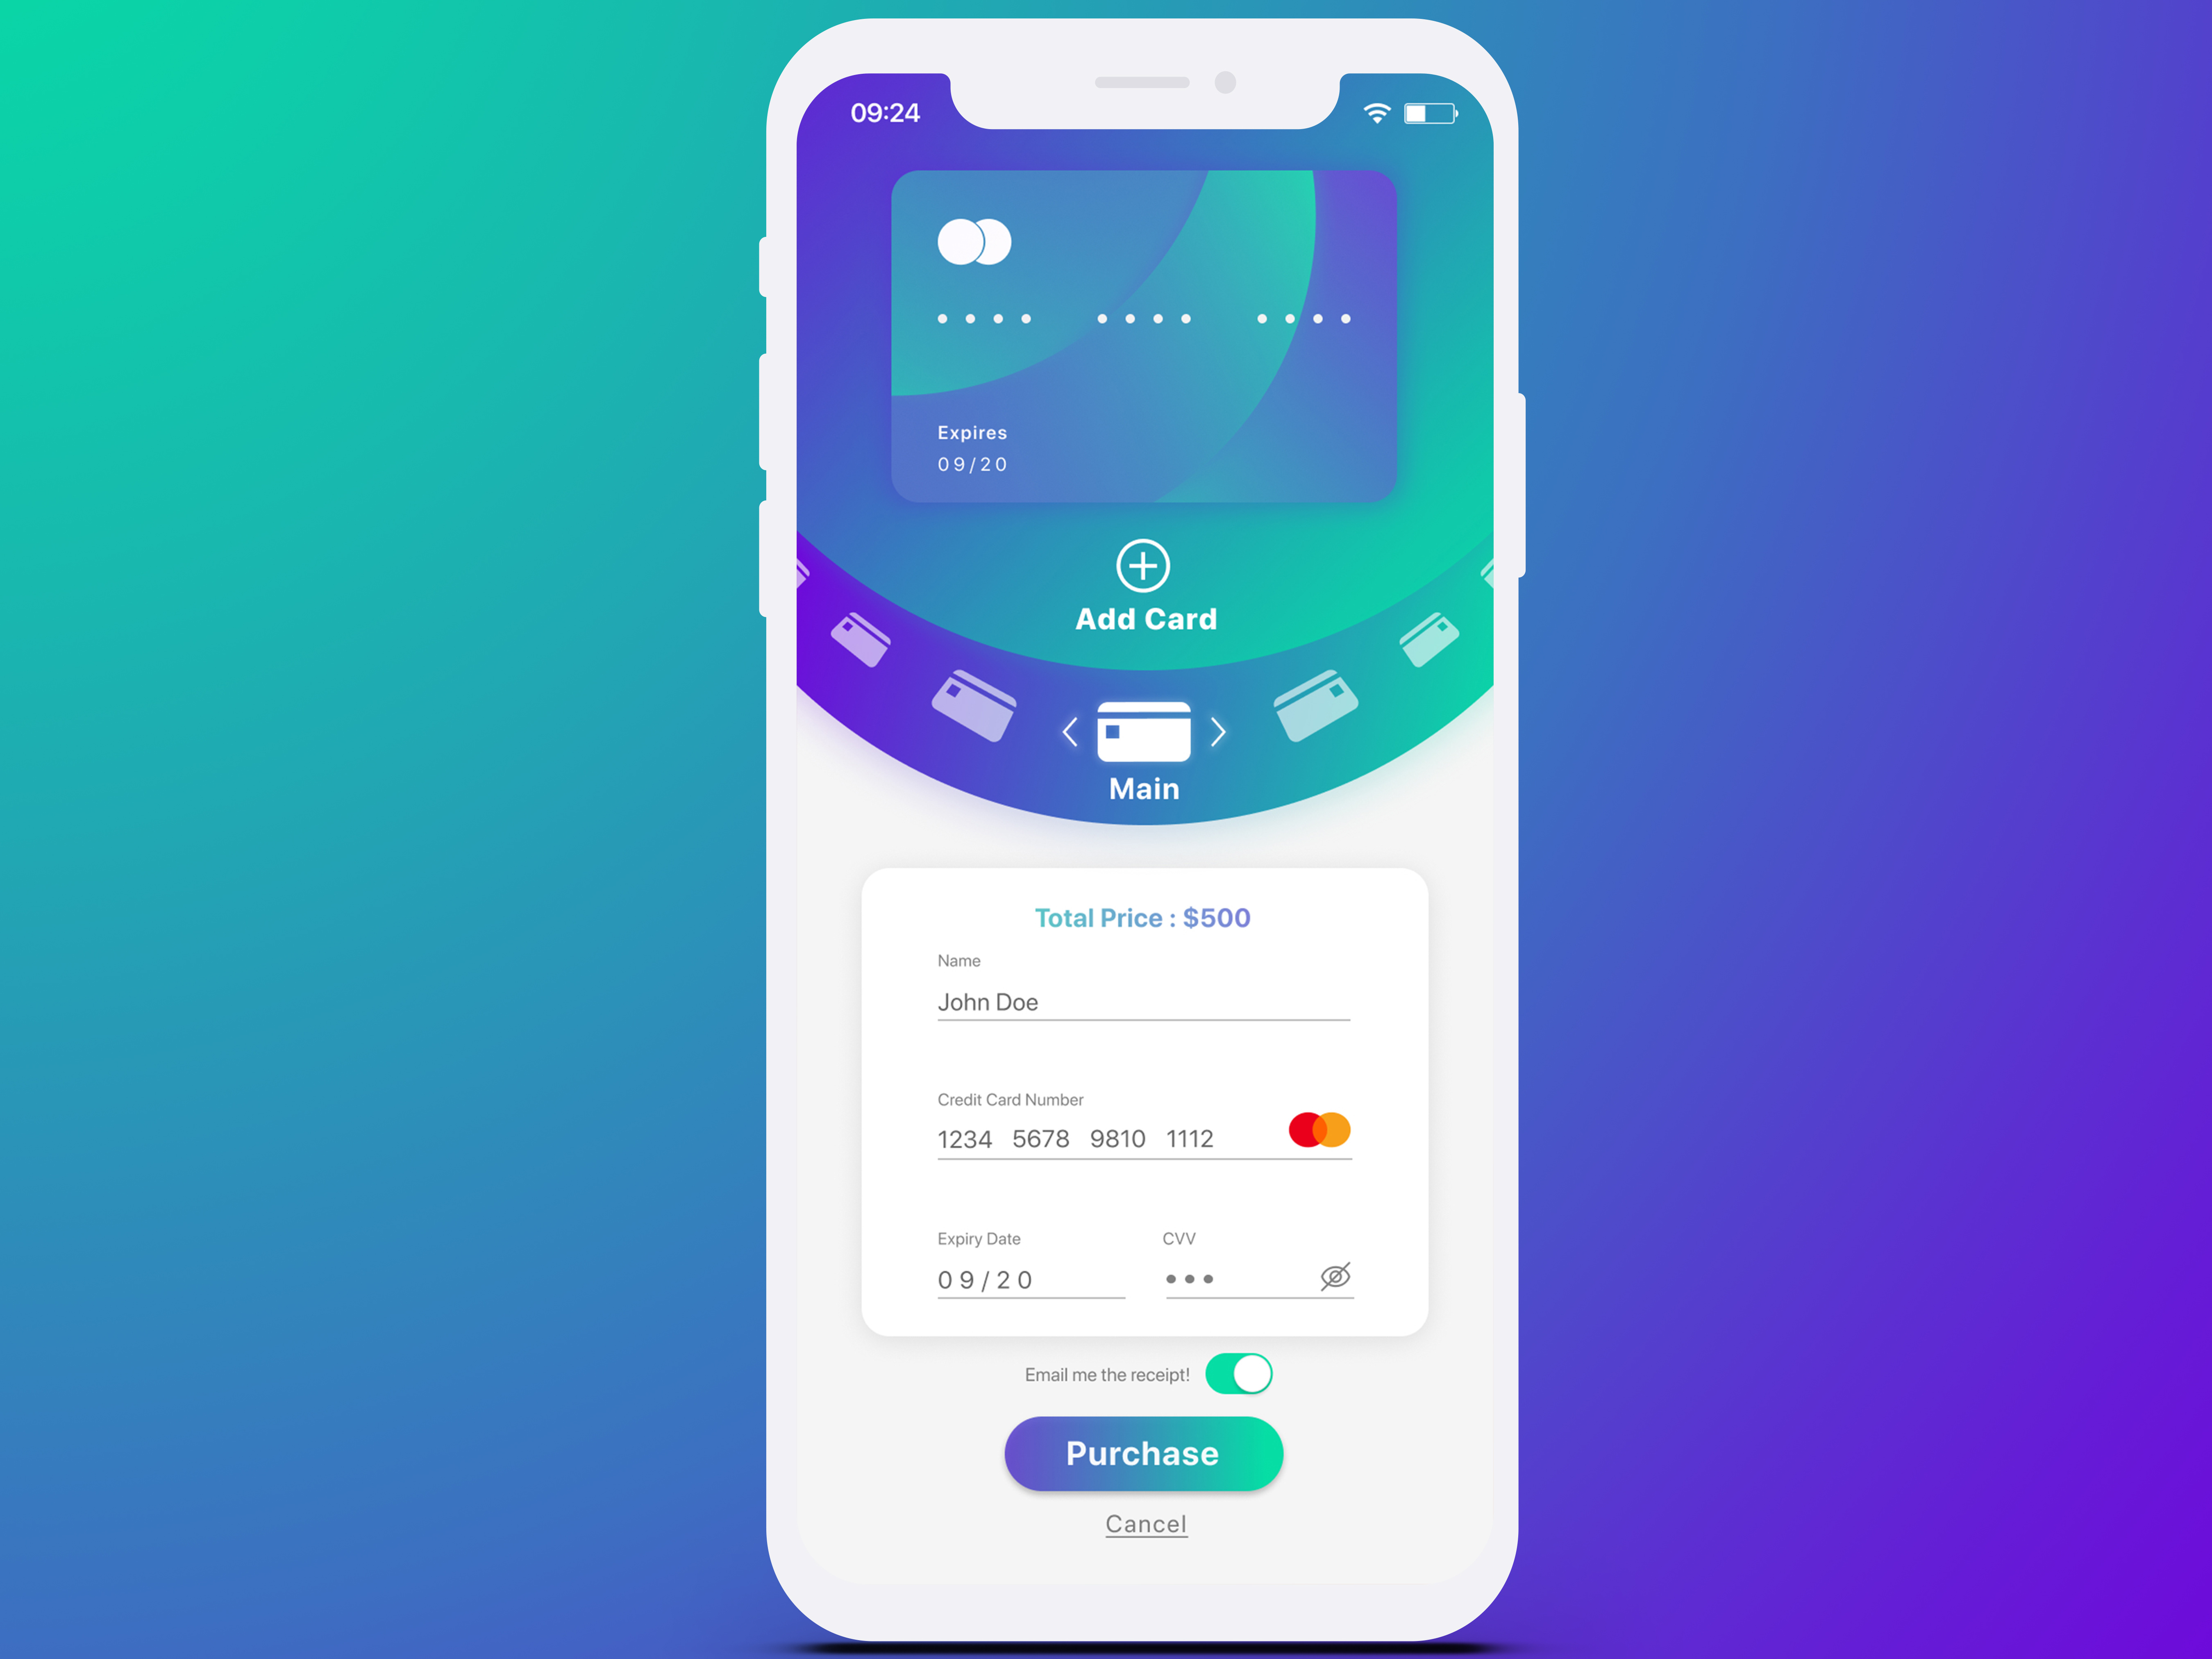 09:24
Expires
09/20
Add Card
Main
Total Price : $500
Name
John Doe
Credit Card Number
1234 5678 9810 1112
Expiry Date
CVV
09/20
Email me the receipt!
Purchase
Cancel